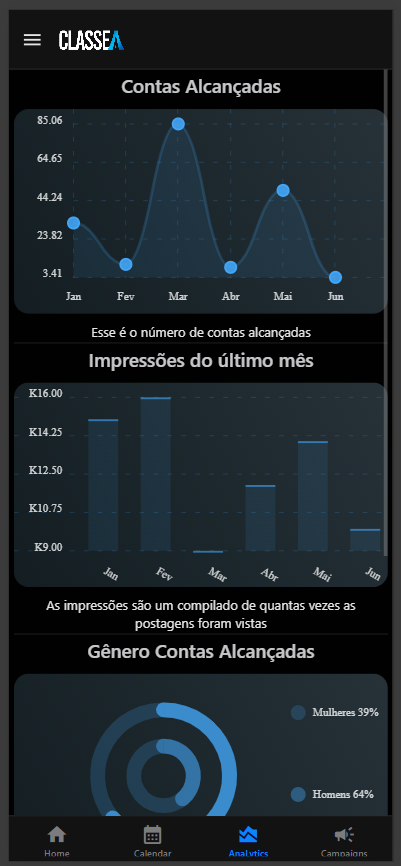 CLASSEA
Contas Alcançadas
85.06
64.65
44.24
23.82
3.41
Jan Fev Mar Abr Mai Jun
Esse é o número de contas alcançadas
Impressões do último mês
K16.00
K14.25
K12.50
K10.75
K9.00
Jan Fev Mar Abr Mai Jun
As impressões são um compilado de quantas vezes as
postagens foram vistas
Gênero Contas Alcançadas
Mulheres 39%
Homens 64%
Home Calendar Analytics Campaigns